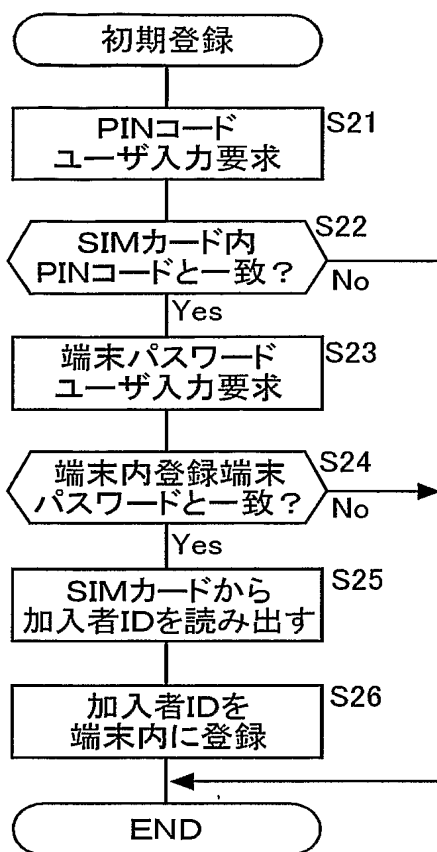 初期登録
PINコード
ユーザ入力要求
S21
SIMカード内
PINコードと一致？
S22
No
Yes
端末パスワード
ユーザ入力要求
S23
端末内登録端末
パスワードと一致？
S24
No
Yes
SIMカードから
加入者IDを読み出す
S25
加入者IDを
端末内に登録
S26
END